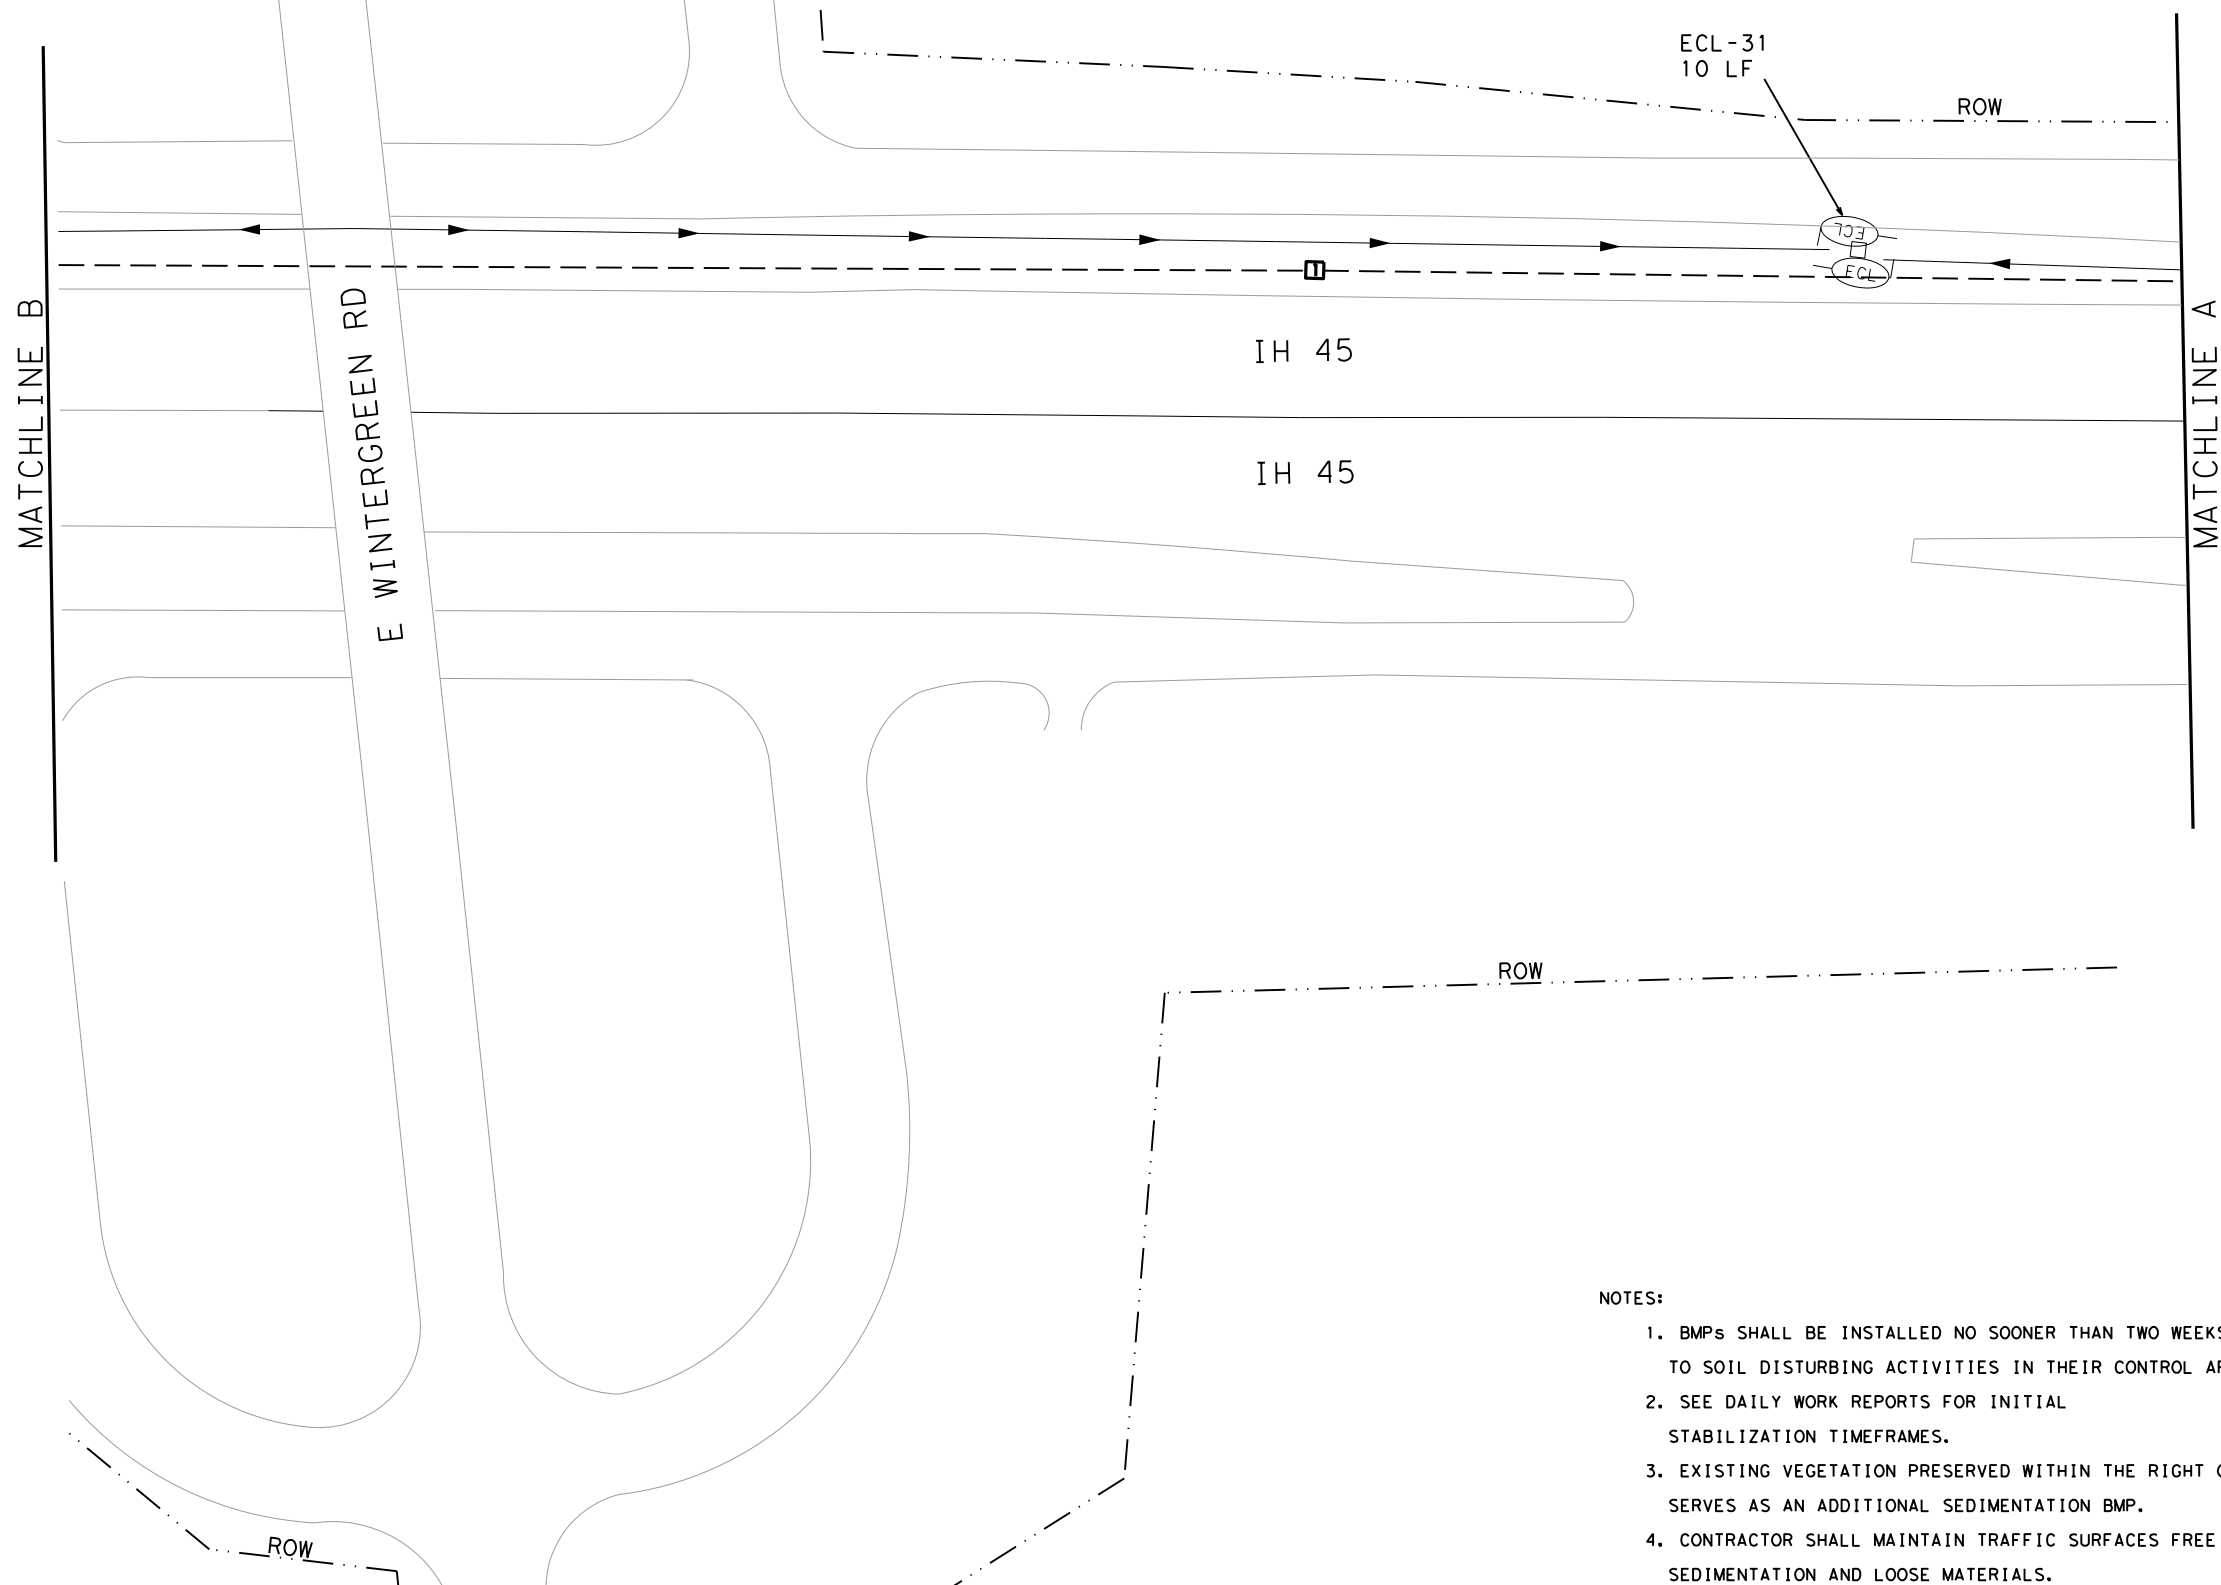 ECL-31
10 LF
ROW
ECL
ECL
1
MATCHLINE B
E WINTERGREEN RD
IH 45
MATCHLINE A
IH 45
ROW
NOTES:
1. BMPs SHALL BE INSTALLED NO SOONER THAN TWO WEEKS
TO SOIL DISTURBING ACTIVITIES IN THEIR CONTROL
2. SEE DAILY WORK REPORTS FOR INITIAL
STABILIZATION TIMEFRAMES.
3. EXISTING VEGETATION PRESERVED WITHIN THE RIGHT
SERVES AS AN ADDITIONAL SEDIMENTATION BMP.
4. CONTRACTOR SHALL MAINTAIN TRAFFIC SURFACES FREE
SEDIMENTATION AND LOOSE MATERIALS.
ROW